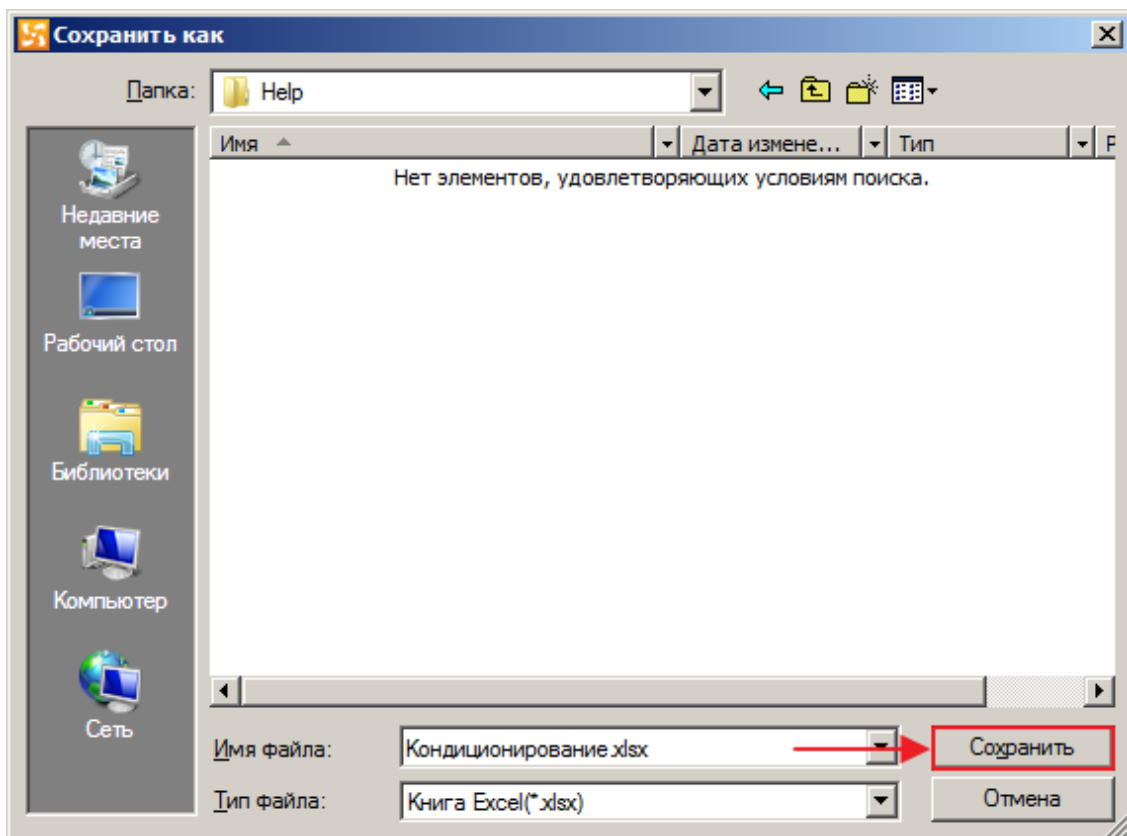 Сохранить как
Папка: Help
Имя Дата измене... Тип Р
Нет элементов, удовлетворяющих условиям поиска.
Недавние
места
Рабочий стол
Библиотеки
Компьютер
Сеть
Имя файла: Кондиционирование.xlsx Сохранить
Тип файла: Книга Excel(*.xlsx) Отмена